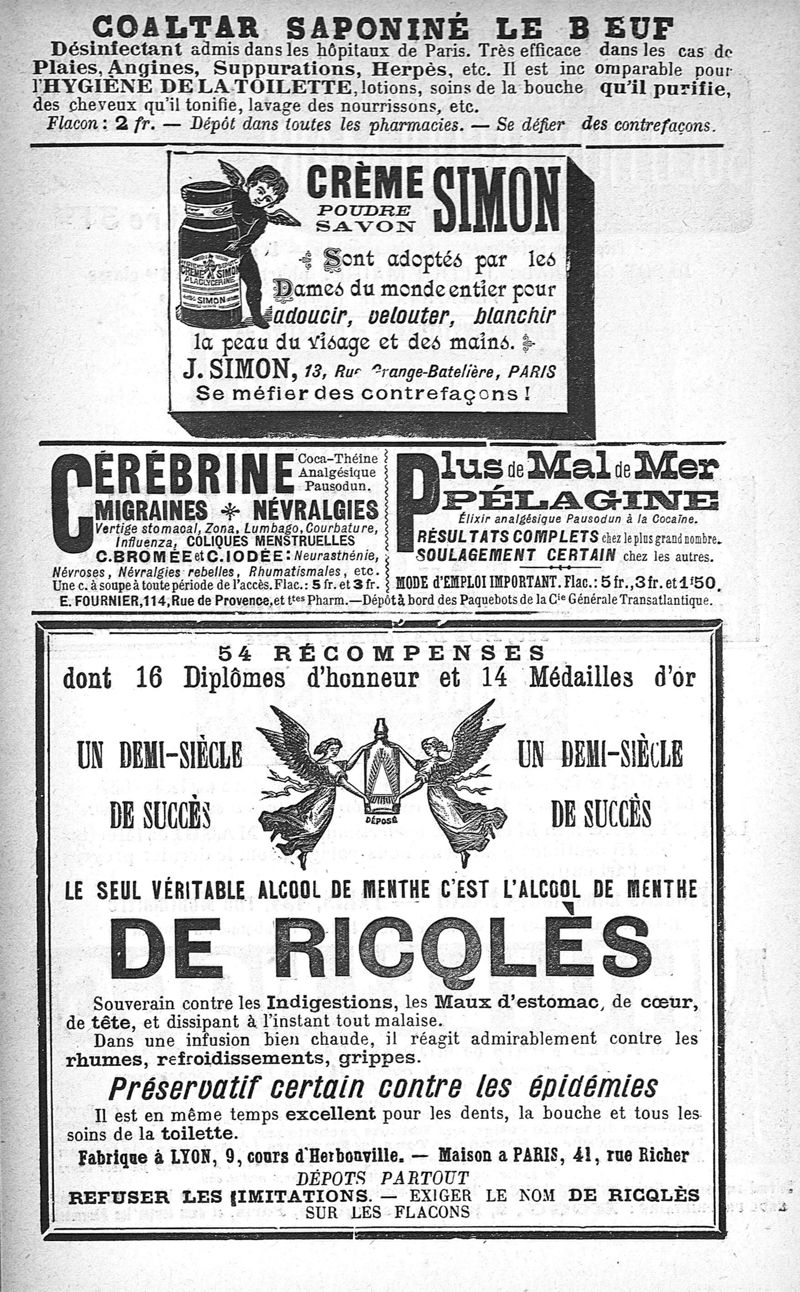 COALTAR SAPONINÉ LE B EUF
Désinfectant admis dans les hôpitaux de Paris. Très efficace dans les cas de
Plaies, Angines, Suppurations, Herpès, etc. Il est inc omparable pour
l'HYGIÈNE DE LA TOILETTE, lotions, soins de la bouche qu'il purifie,
des cheveux qu'il tonifie, lavage des nourrissons, etc.
Flacon : 2 fr. — Dépôt dans toutes les pharmacies. — Se défier des contrefaçons.
CRÈME SIMON
POUDRE
SAVON
CRÈME SIMON
A LA GLYCERINE
SIMON
Sont adoptés par les
Dames du monde entier pour
adoucir, velouter, blanchir
la peau du visage et des mains.
J. SIMON, 13, Rue Grange-Batelière, PARIS
Se méfier des contrefaçons !
CÉRÉBRINE
Coca-Théine
Analgésique
Pausodun.
MIGRAINES * NÉVRALGIES
Vertige stomacal, Zona, Lumbago, Courbature,
Influenza, COLIQUES MENSTRUELLES
C. BROMÉE et C. IODÉE : Neurasthénie,
Névroses, Névralgies rebelles, Rhumatismales, etc.
Une c. à soupe à toute période de l'accès. Flac. : 5 fr. et 3 fr.
Plus de Mal de Mer
PÉLAGINE
Élixir analgésique Pausodun à la Cocaïne.
RÉSULTATS COMPLETS chez le plus grand nombre.
SOULAGEMENT CERTAIN chez les autres.
MODE d'EMPLOI IMPORTANT. Flac. : 5 fr., 3 fr. et 1f50.
E. FOURNIER, 114, Rue de Provence, et ttes Pharm. — Dépôt à bord des Paquebots de la Cie Générale Transatlantique.
54 RÉCOMPENSES
dont 16 Diplômes d'honneur et 14 Médailles d'or
UN DEMI-SIÈCLE
DE SUCCÈS
DÉPOSÉ
UN DEMI-SIÈCLE
DE SUCCÈS
LE SEUL VÉRITABLE ALCOOL DE MENTHE C'EST L'ALCOOL DE MENTHE
DE RICQLÈS
Souverain contre les Indigestions, les Maux d'estomac, de cœur,
de tête, et dissipant à l'instant tout malaise.
Dans une infusion bien chaude, il réagit admirablement contre les
rhumes, refroidissements, grippes.
Préservatif certain contre les épidémies
Il est en même temps excellent pour les dents, la bouche et tous les
soins de la toilette.
Fabrique à LYON, 9, cours d'Herbouville. — Maison a PARIS, 41, rue Richer
DÉPOTS PARTOUT
REFUSER LES IMITATIONS. — EXIGER LE NOM DE RICQLÈS
SUR LES FLACONS